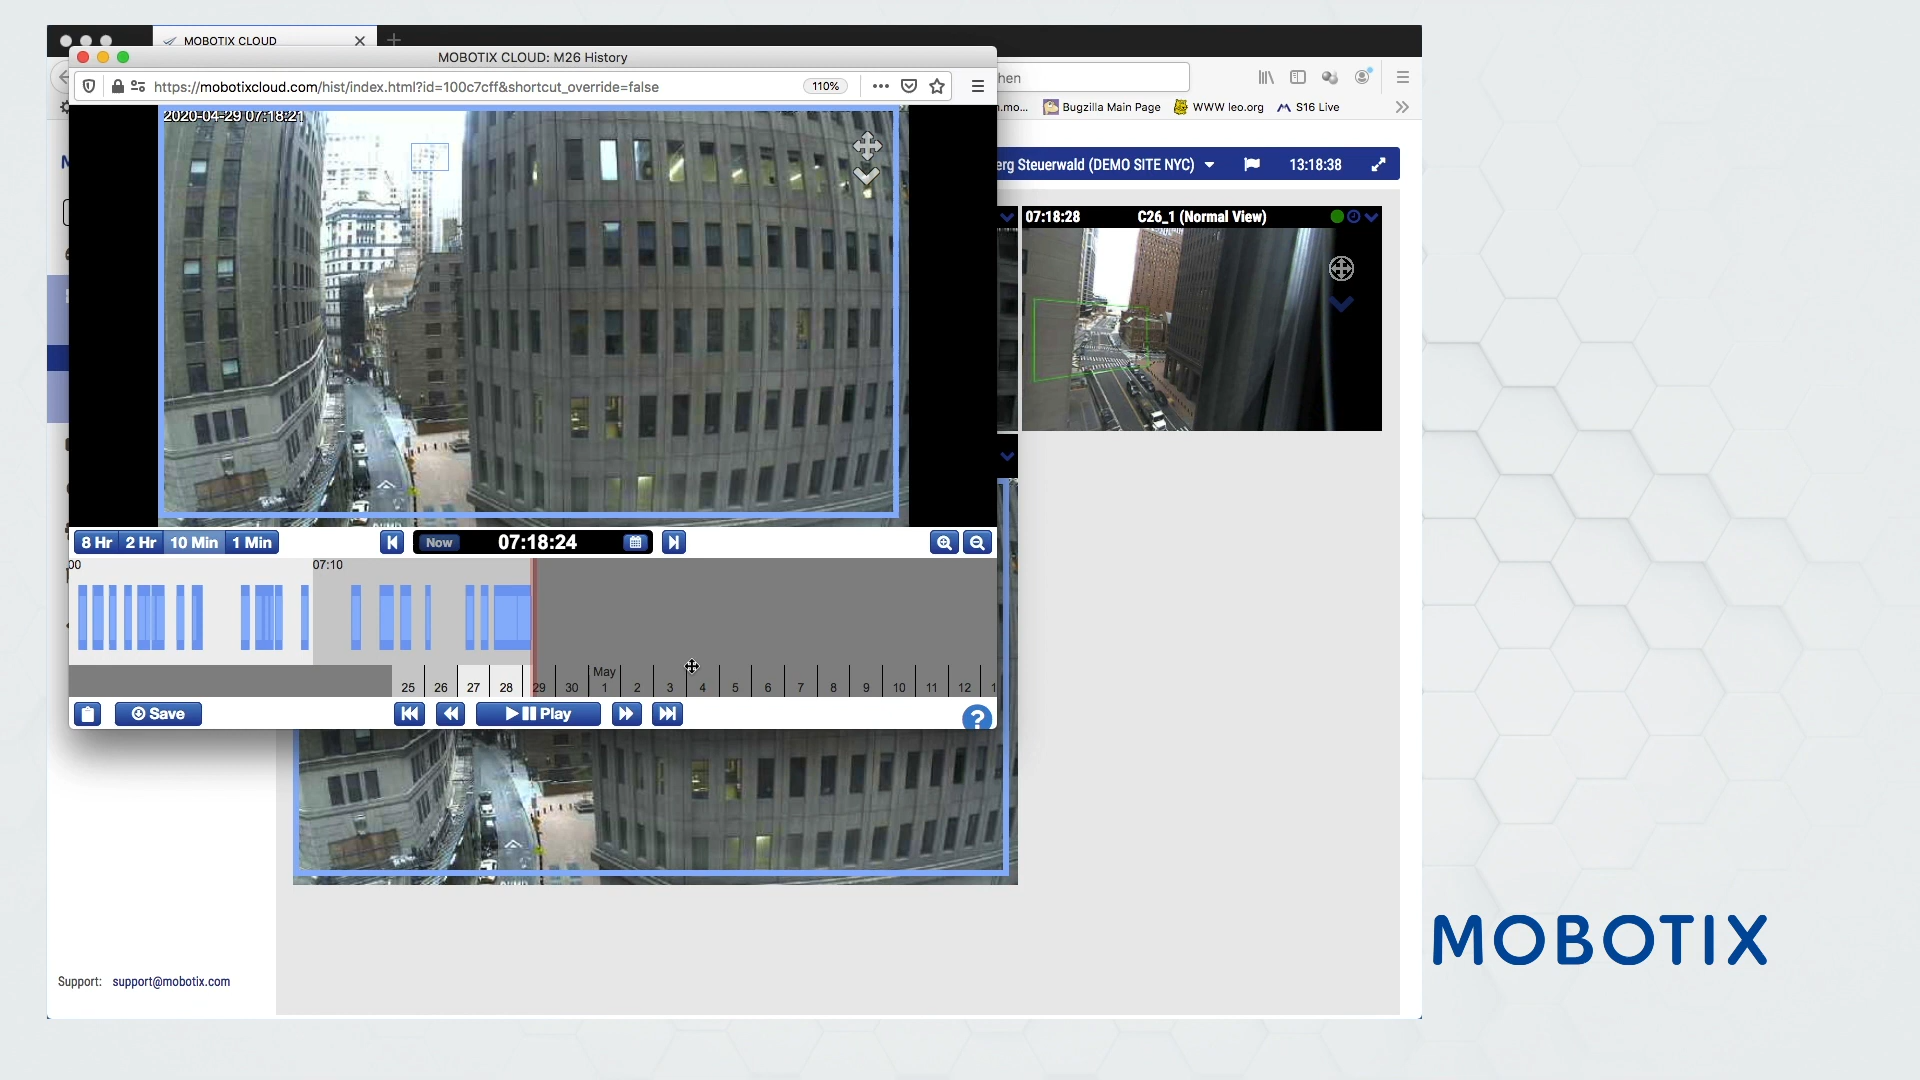 MOBOTIX CLOUD
MOBOTIX CLOUD: M26 History
https://mobotixcloud.com/hist/index.html?id=100c7cff&shortcut_override=false
110%
hen
.mo...
Bugzilla Main Page
WWW leo.org
S16 Live
2020-04-29 07:18:21
erg Steuerwald (DEMO SITE NYC)
13:18:38
07:18:28
C26_1 (Normal View)
8 Hr
2 Hr
10 Min
1 Min
Now
07:18:24
00
07:10
May
25 26 27 28 29 30 1 2 3 4 5 6 7 8 9 10 11 12 1
Save
Play
?
MOBOTIX
Support: support@mobotix.com